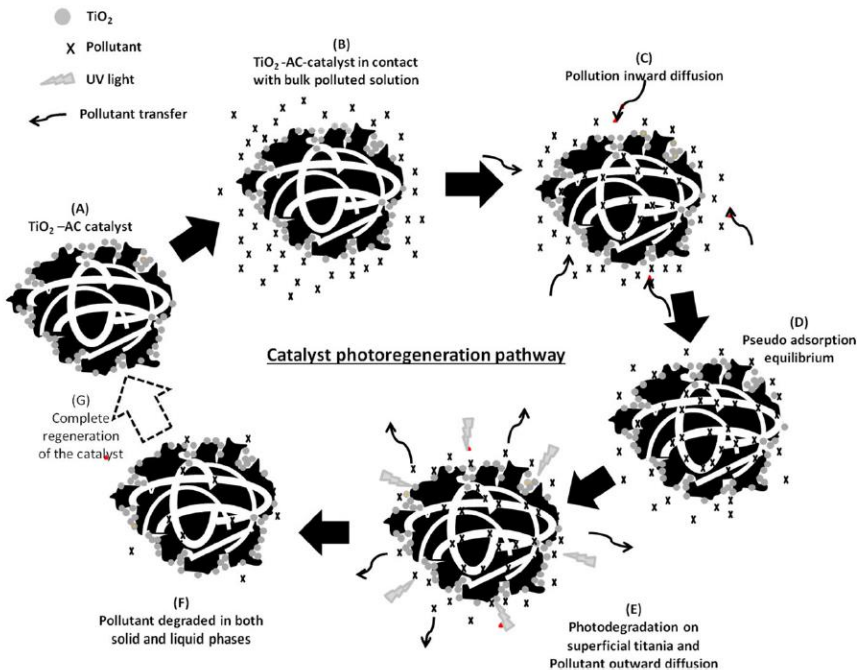 TiO2
x Pollutant
UV light
Pollutant transfer
(A)
TiO2 –AC catalyst
(B)
TiO2 -AC-catalyst in contact
with bulk polluted solution
(C)
Pollution inward diffusion
(D)
Pseudo adsorption
equilibrium
Catalyst photoregeneration pathway
(E)
Photodegradation on
superficial titania and
Pollutant outward diffusion
(F)
Pollutant degraded in both
solid and liquid phases
(G)
Complete
regeneration
of the catalyst